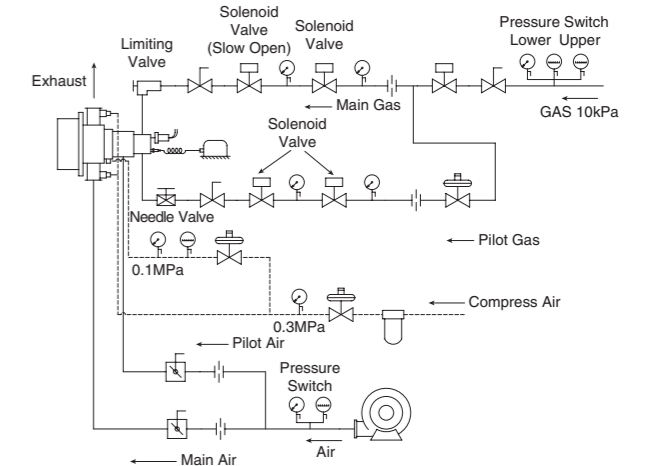 Solenoid
Valve
(Slow Open)
Solenoid
Valve
Pressure Switch
Lower Upper
Limiting
Valve
Exhaust
Main Gas
GAS 10kPa
Solenoid
Valve
Needle Valve
Pilot Gas
0.1MPa
Compress Air
0.3MPa
Pilot Air
Pressure
Switch
Air
Main Air